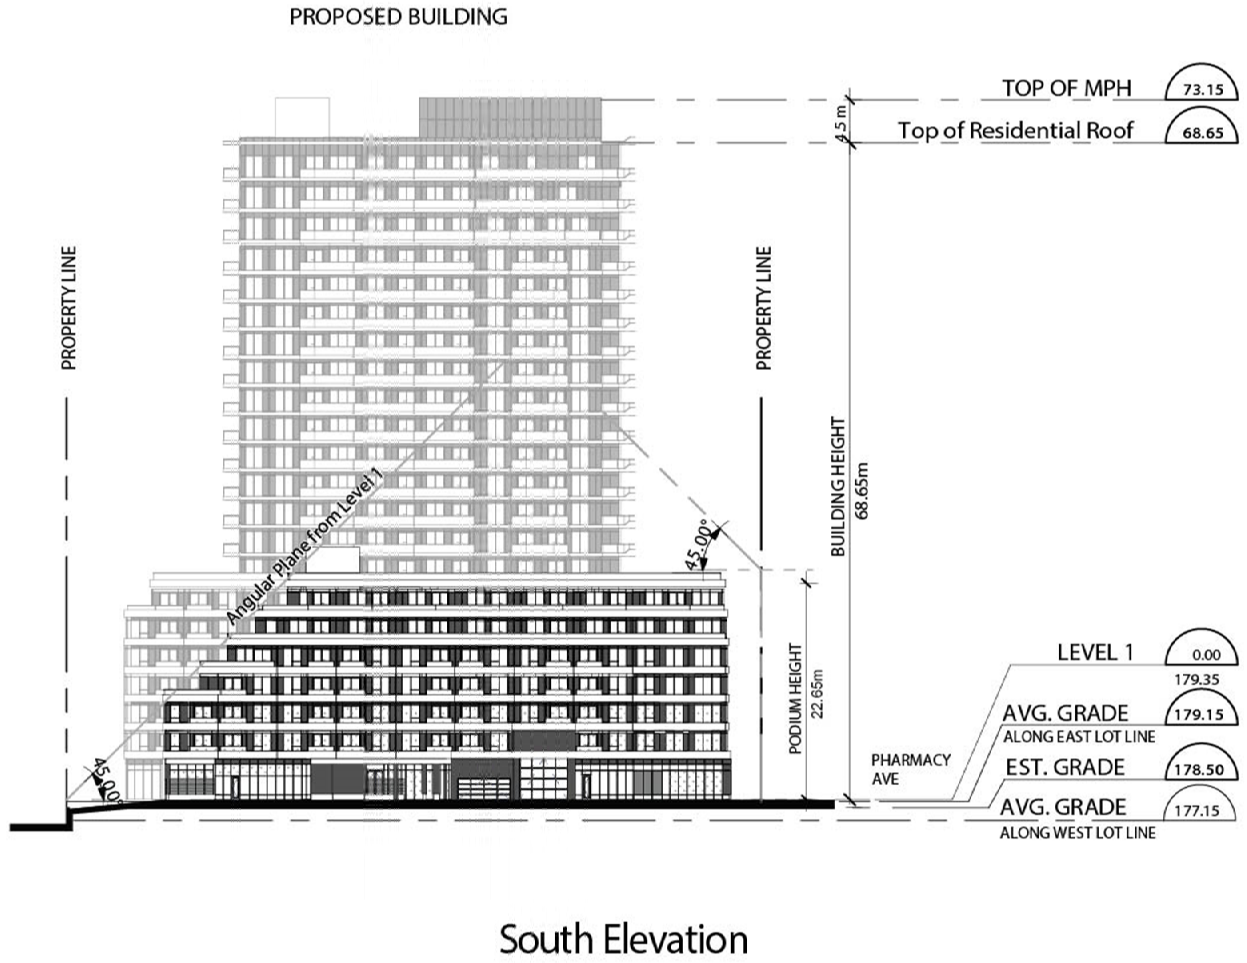 PROPOSED BUILDING
TOP OF MPH
73.15
4.5 m
Top of Residential Roof
68.65
PROPERTY LINE
PROPERTY LINE
BUILDING HEIGHT
68.65m
Angular Plane from Level 1
45.00°
45.00°
PODIUM HEIGHT
22.65m
LEVEL 1
0.00
179.35
AVG. GRADE
179.15
ALONG EAST LOT LINE
PHARMACY
AVE
EST. GRADE
178.50
AVG. GRADE
177.15
ALONG WEST LOT LINE
South Elevation